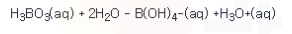 H₃BO₃(aq) + 2H₂O - B(OH)₄-(aq) +H₃O+(aq)